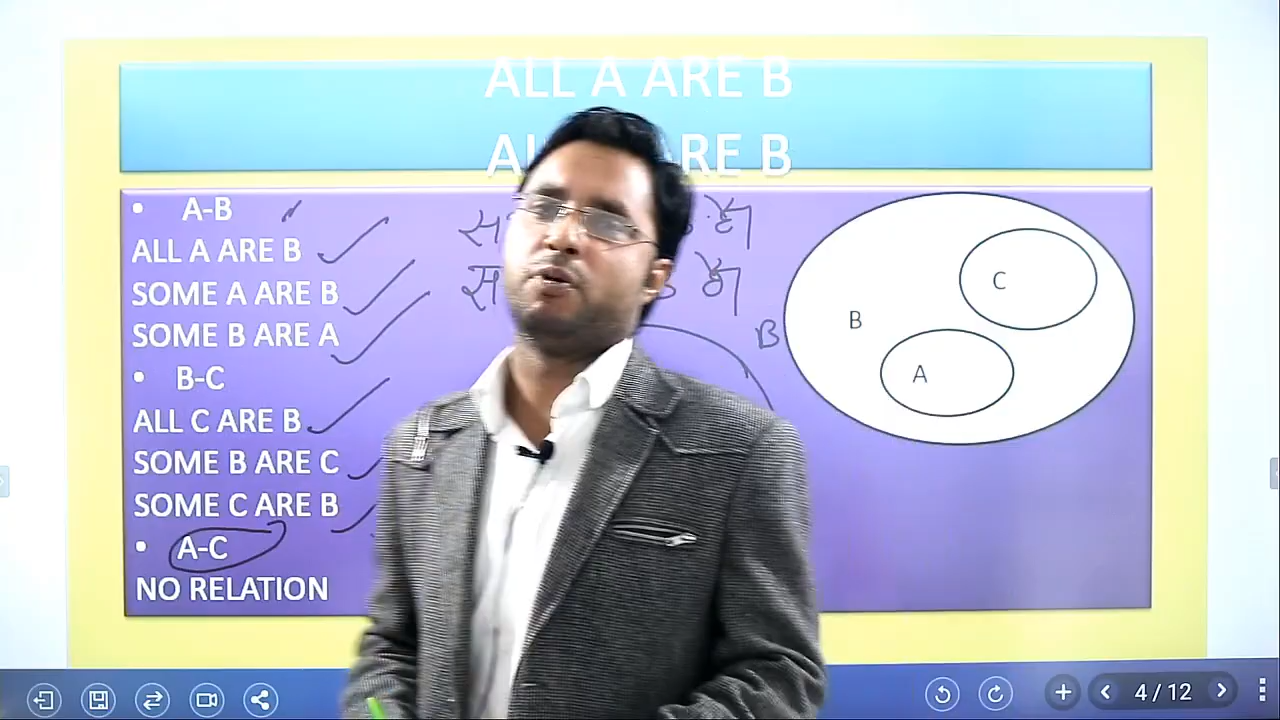 ALL A ARE B
ARE B
• A-B
ALL A ARE B
SOME A ARE B
SOME B ARE A
• B-C
ALL C ARE B
SOME B ARE C
SOME C ARE B
• A-C
NO RELATION
B
B
C
A
4 / 12